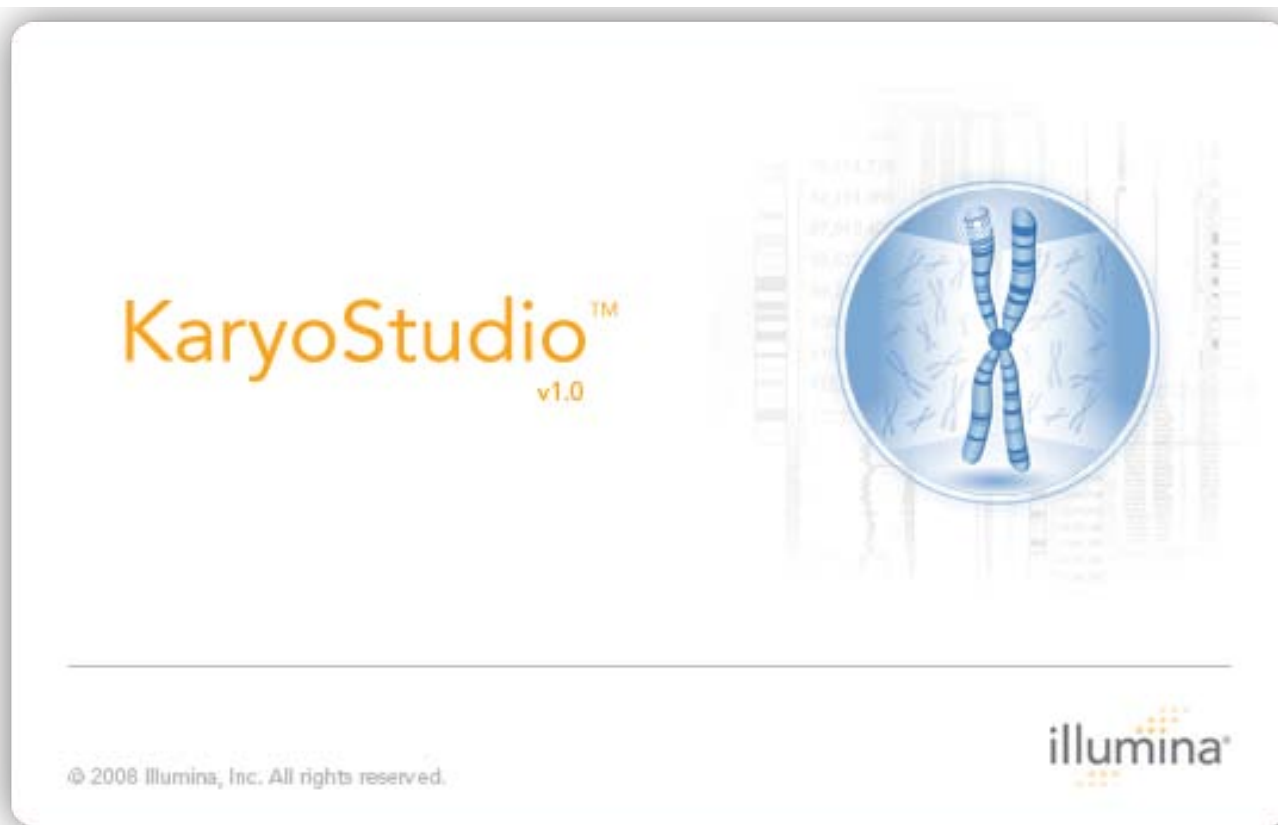 KaryoStudio™
v1.0
© 2008 Illumina, Inc. All rights reserved.
illumina®